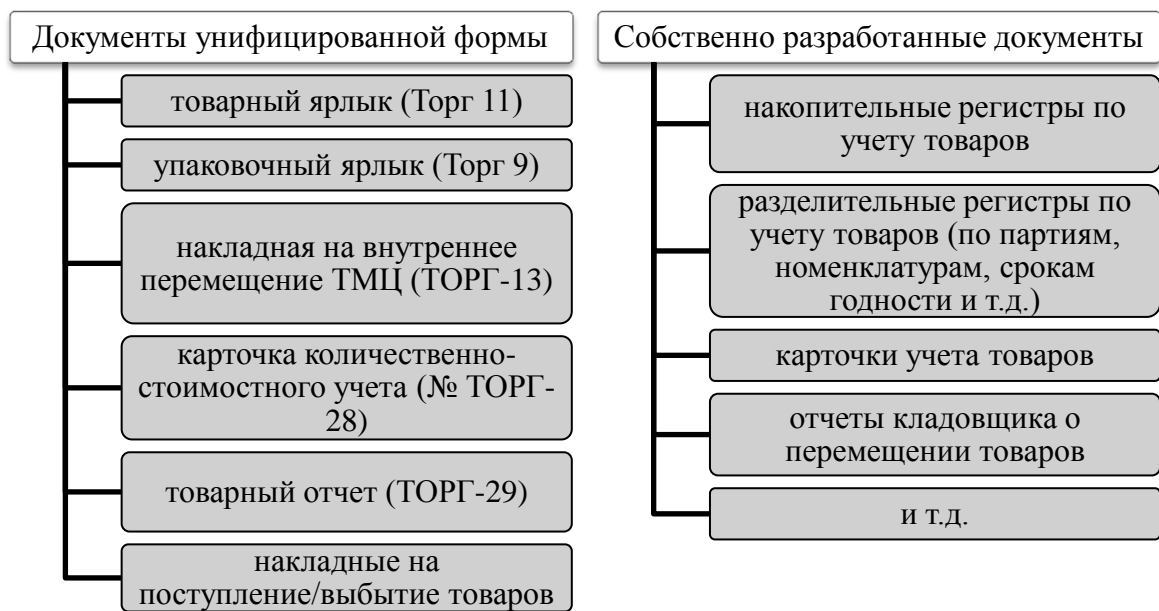 Документы унифицированной формы
товарный ярлык (Торг 11)
упаковочный ярлык (Торг 9)
накладная на внутреннее
перемещение ТМЦ (ТОРГ-13)
карточка количественно-
стоимостного учета (№ ТОРГ-
28)
товарный отчет (ТОРГ-29)
накладные на
поступление/выбытие товаров
Собственно разработанные документы
накопительные регистры по
учету товаров
разделительные регистры по
учету товаров (по партиям,
номенклатурам, срокам
годности и т.д.)
карточки учета товаров
отчеты кладовщика о
перемещении товаров
и т.д.